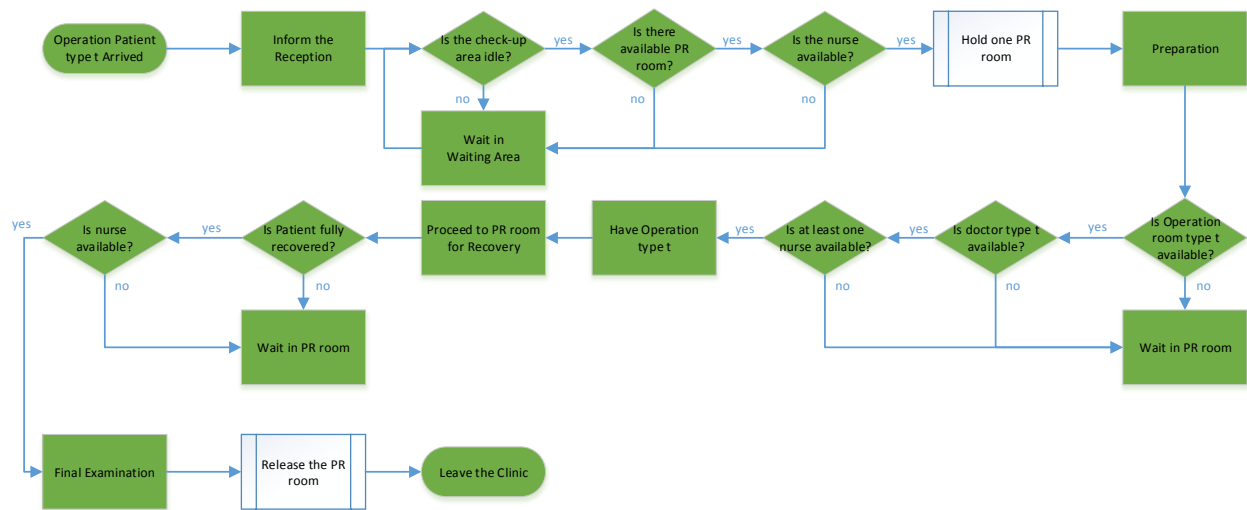 Operation Patient
type t Arrived
Inform the
Reception
Is the check-up
area idle?
yes
no
Is there
available PR
room?
yes
no
Is the nurse
available?
yes
no
Hold one PR
room
Preparation
Wait in
Waiting Area
Is Operation
room type t
available?
yes
no
Is doctor type t
available?
yes
no
Is at least one
nurse available?
yes
no
Have Operation
type t
Proceed to PR room
for Recovery
Is Patient fully
recovered?
yes
no
Is nurse
available?
yes
no
Wait in PR room
Wait in PR room
Final Examination
Release the PR
room
Leave the Clinic